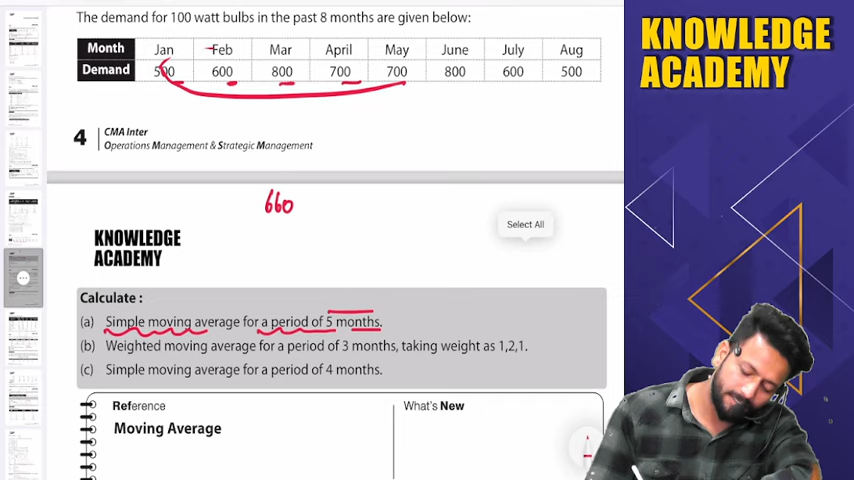 The demand for 100 watt bulbs in the past 8 months are given below:
KNOWLEDGE
ACADEMY
Month Jan Feb Mar April May June July Aug
Demand 500 600 800 700 700 800 600 500
4 CMA Inter
Operations Management & Strategic Management
660
Select All
KNOWLEDGE
ACADEMY
Calculate :
(a) Simple moving average for a period of 5 months.
(b) Weighted moving average for a period of 3 months, taking weight as 1,2,1.
(c) Simple moving average for a period of 4 months.
Reference What's New
Moving Average